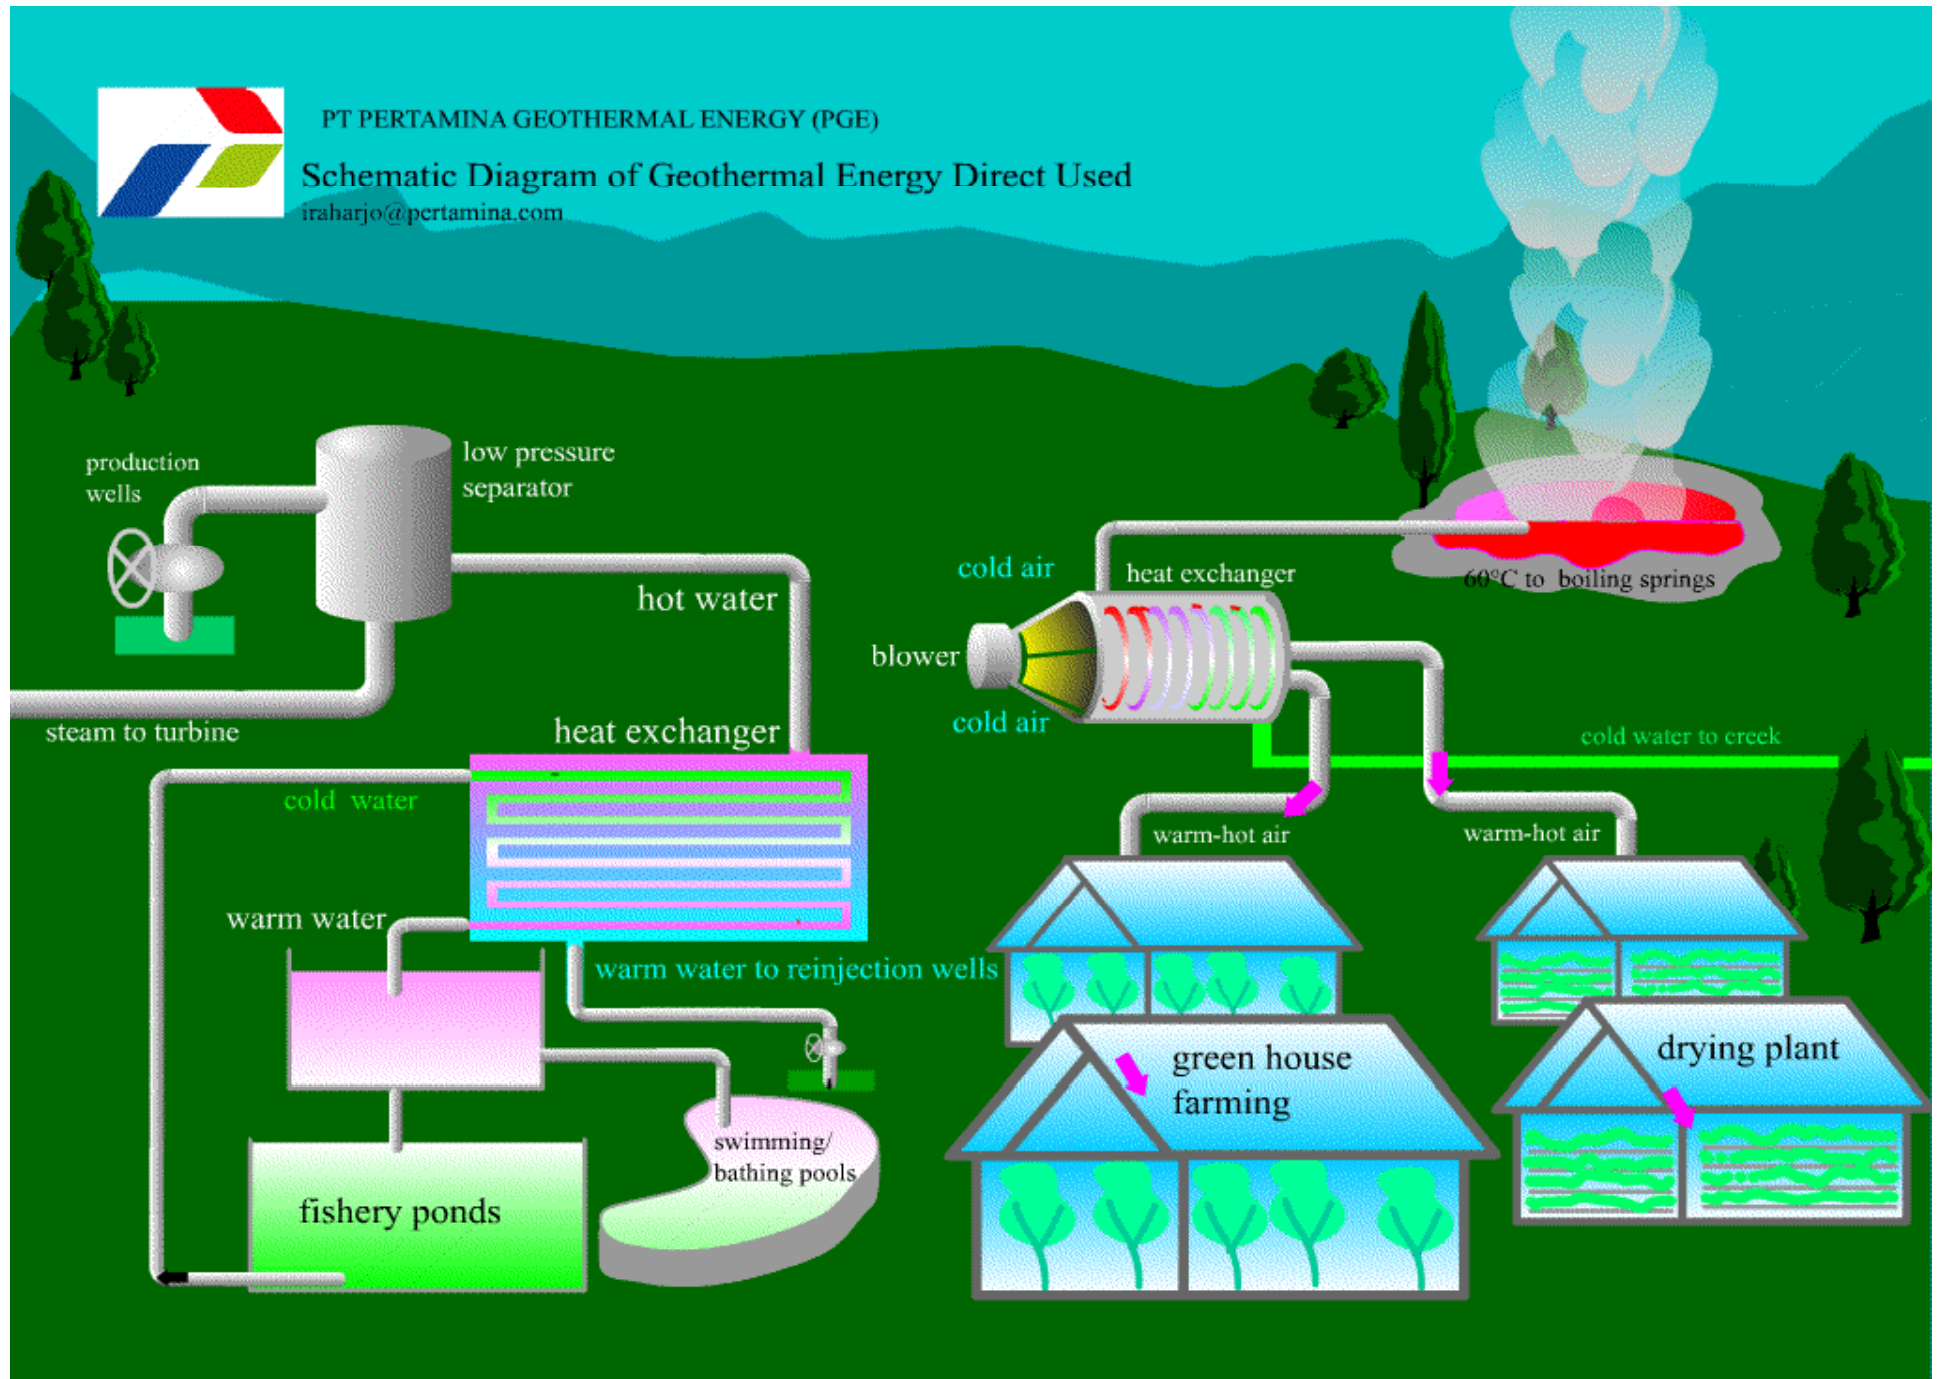 PT PERTAMINA GEOTHERMAL ENERGY (PGE)
Schematic Diagram of Geothermal Energy Direct Used
iraharjo@pertamina.com
production
wells
low pressure
separator
hot water
steam to turbine
heat exchanger
cold water
warm water
warm water to reinjection wells
swimming/
bathing pools
fishery ponds
cold air
heat exchanger
60°C to boiling springs
blower
cold air
cold water to creek
warm-hot air
warm-hot air
green house
farming
drying plant